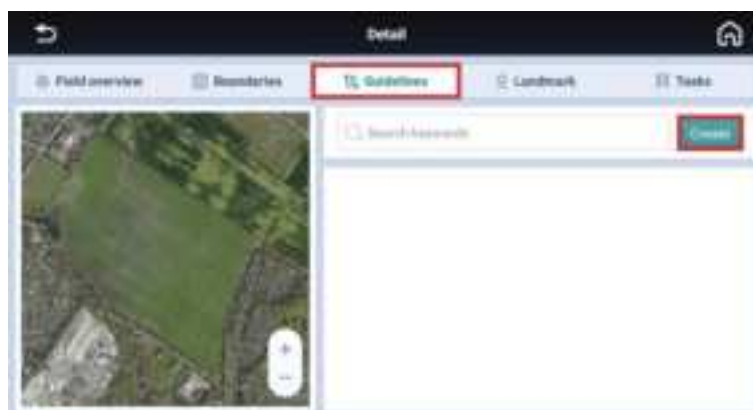 Detail
Field overview
Boundaries
Guidelines
Landmark
Tasks
Search keywords
Create